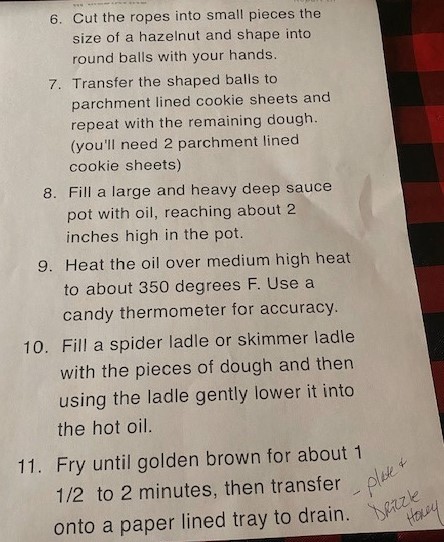 6. Cut the ropes into small pieces the
size of a hazelnut and shape into
round balls with your hands.
7. Transfer the shaped balls to
parchment lined cookie sheets and
repeat with the remaining dough.
(you'll need 2 parchment lined
cookie sheets)
8. Fill a large and heavy deep sauce
pot with oil, reaching about 2
inches high in the pot.
9. Heat the oil over medium high heat
to about 350 degrees F. Use a
candy thermometer for accuracy.
10. Fill a spider ladle or skimmer ladle
with the pieces of dough and then
using the ladle gently lower it into
the hot oil.
11. Fry until golden brown for about 1
1/2 to 2 minutes, then transfer
onto a paper lined tray to drain.
- plate +
Drizzle
Honey